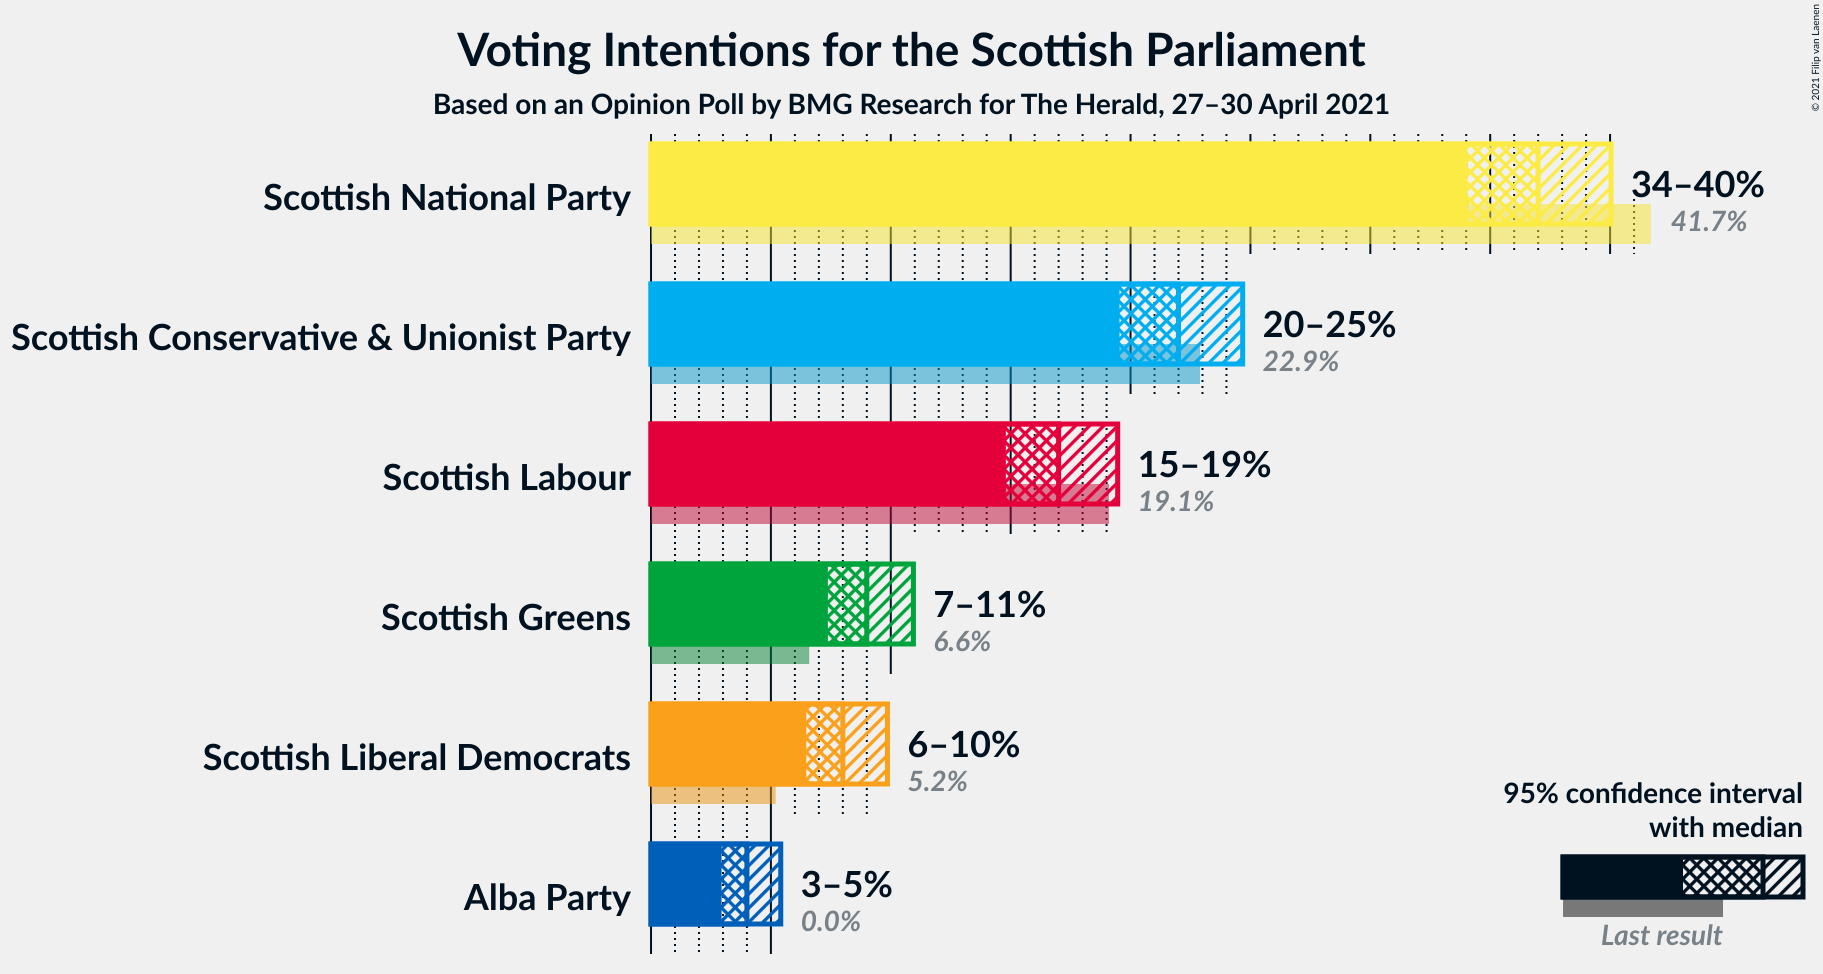 Voting Intentions for the Scottish Parliament
Based on an Opinion Poll by BMG Research for The Herald, 27–30 April 2021
© 2021 Filip van Laenen
Scottish National Party
34–40%
41.7%
Scottish Conservative & Unionist Party
20–25%
22.9%
Scottish Labour
15–19%
19.1%
Scottish Greens
7–11%
6.6%
Scottish Liberal Democrats
6–10%
5.2%
Alba Party
3–5%
0.0%
95% confidence interval
with median
Last result